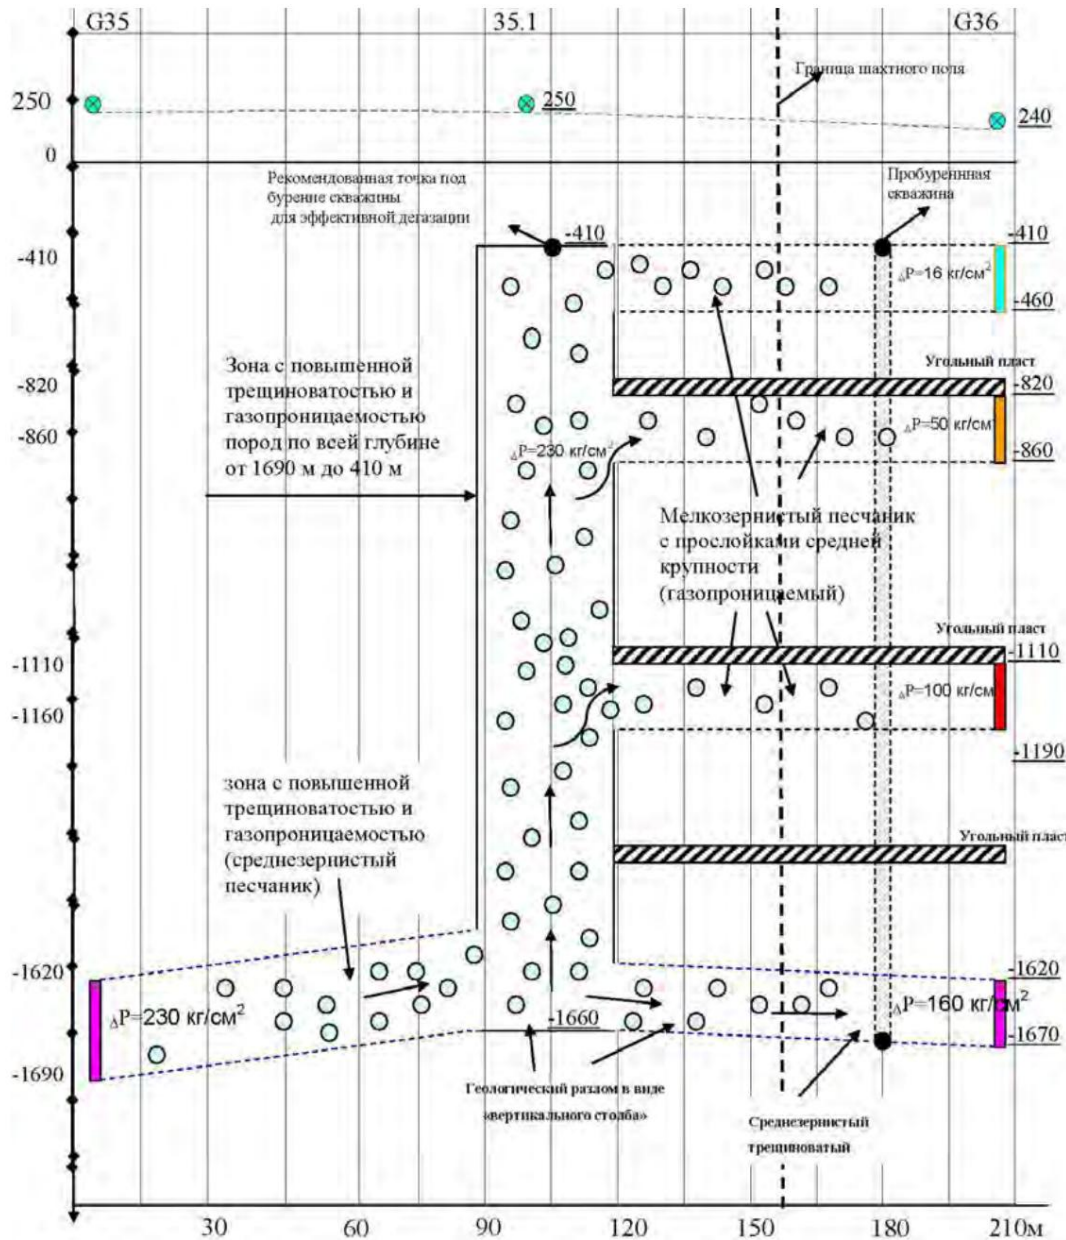 G35
35.1
G36
Граница шахтного поля
250
250
240
0
Рекомендованная точка под
бурение скважины
для эффективной дегазации
Пробуреннная
скважина
-410
-410
-410
ΔP=16 кг/см²
-460
Угольный пласт
Зона с повышенной
трещиноватостью и
газопроницаемостью
пород по всей глубине
от 1690 м до 410 м
-820
-820
ΔP=50 кг/см²
-860
ΔP=230 кг/см²
-860
Мелкозернистый песчаник
с прослойками средней
крупности
(газопроницаемый)
Угольный пласт
-1110
-1110
ΔP=100 кг/см²
-1160
-1190
зона с повышенной
трещиноватостью и
газопроницаемостью
(среднезернистый
песчаник)
Угольный пласт
-1620
-1620
ΔP=230 кг/см²
-1660
ΔP=160 кг/см²
-1670
-1690
Геологический разлом в виде
«вертикального столба»
Среднезернистый
трещиноватый
30
60
90
120
150
180
210м